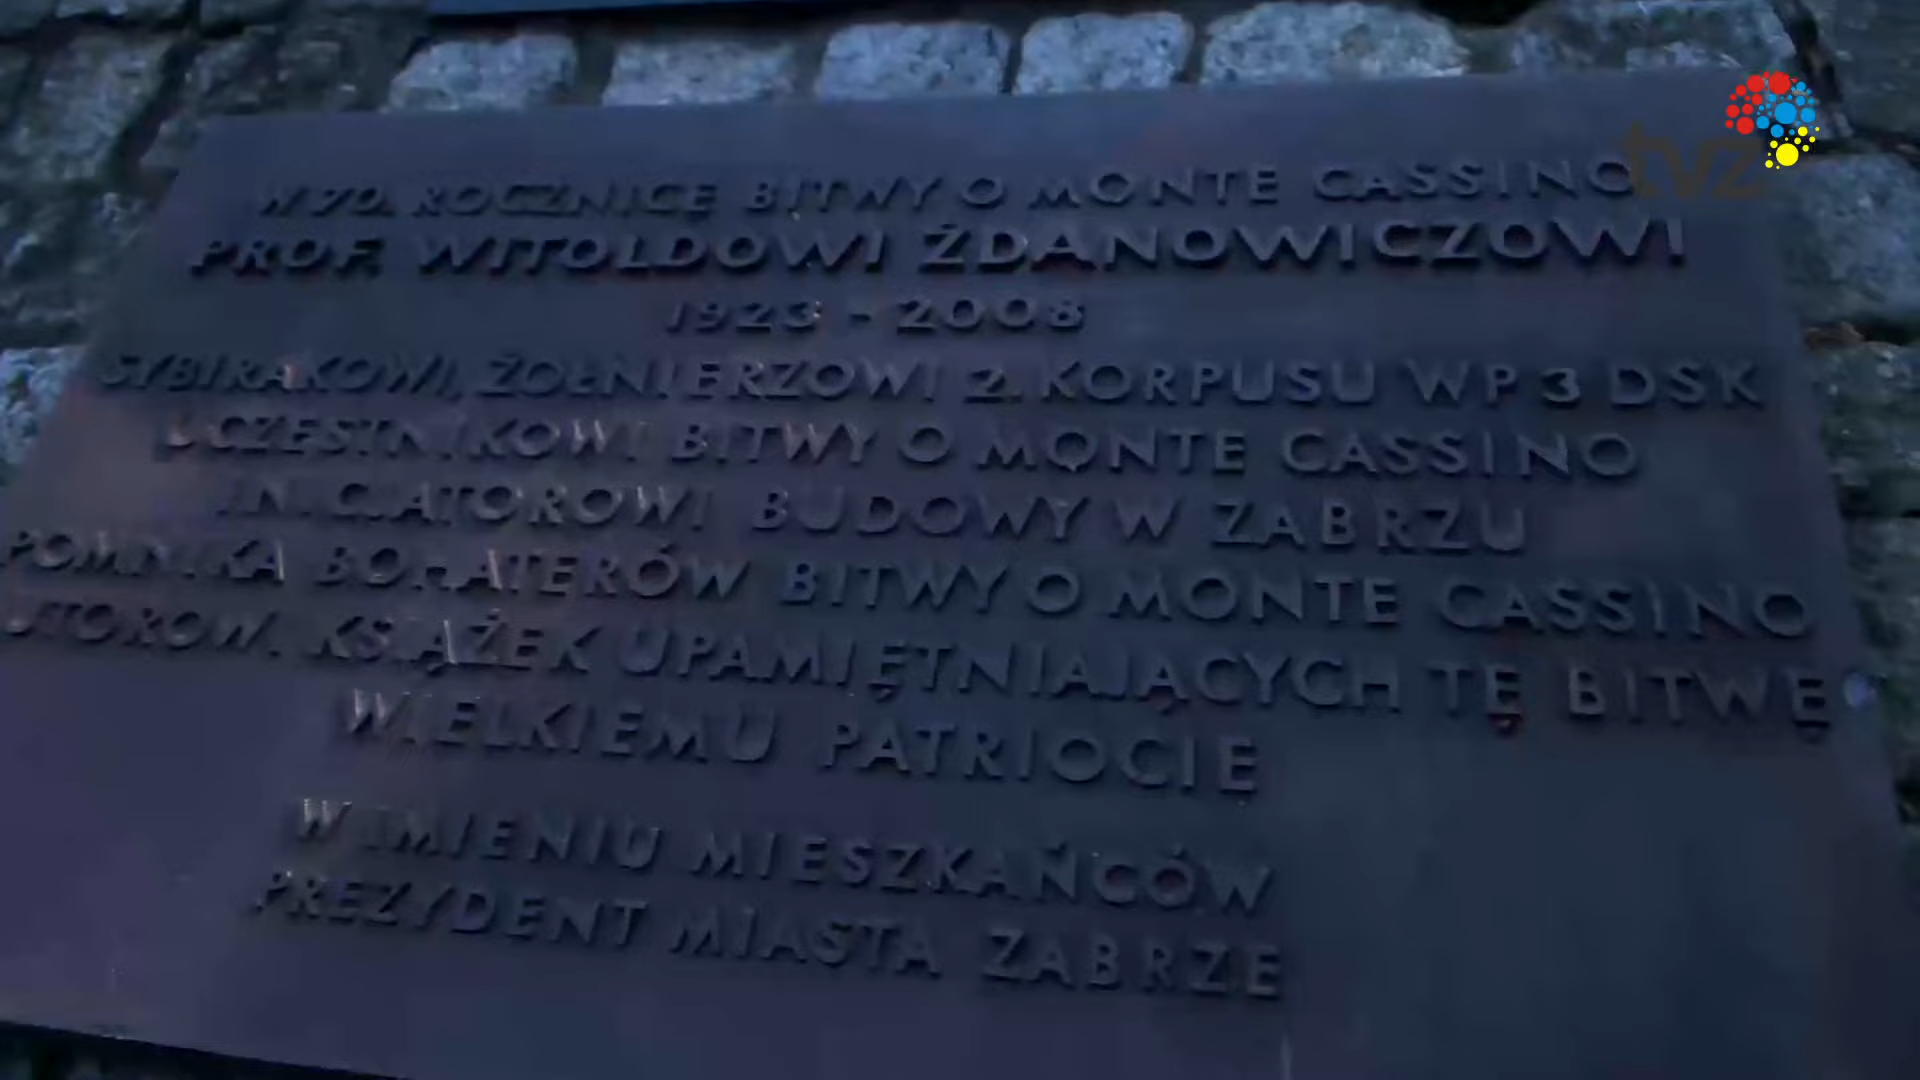 W 70. ROCZNICĘ BITWY O MONTE CASSINO
PROF. WITOLDOWI ŻDANOWICZOWI
1923 - 2008
SYBIRAKOWI, ŻOŁNIERZOWI 2. KORPUSU WP 3 DSK
UCZESTNIKOWI BITWY O MONTE CASSINO
INICJATOROWI BUDOWY W ZABRZU
POMNIKA BOHATERÓW BITWY O MONTE CASSINO
UTOROWI KSIĄŻEK UPAMIĘTNIAJĄCYCH TĘ BITWĘ
WIELKIEMU PATRIOCIE
W IMIENIU MIESZKAŃCÓW
PREZYDENT MIASTA ZABRZE
tvz